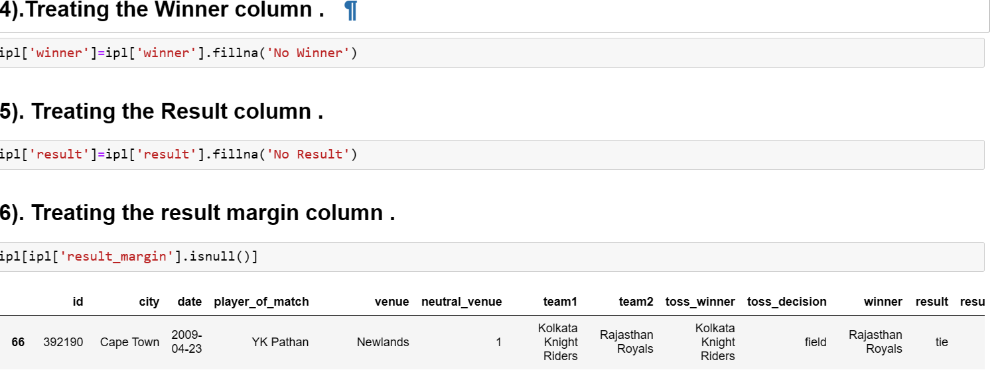 4).Treating the Winner column . ¶
ipl['winner']=ipl['winner'].fillna('No Winner')
5). Treating the Result column .
ipl['result']=ipl['result'].fillna('No Result')
6). Treating the result margin column .
ipl[ipl['result_margin'].isnull()]
id city date player_of_match venue neutral_venue team1 team2 toss_winner toss_decision winner result resu
66 392190 Cape Town 2009-04-23 YK Pathan Newlands 1 Kolkata Knight Riders Rajasthan Royals Kolkata Knight Riders field Rajasthan Royals tie